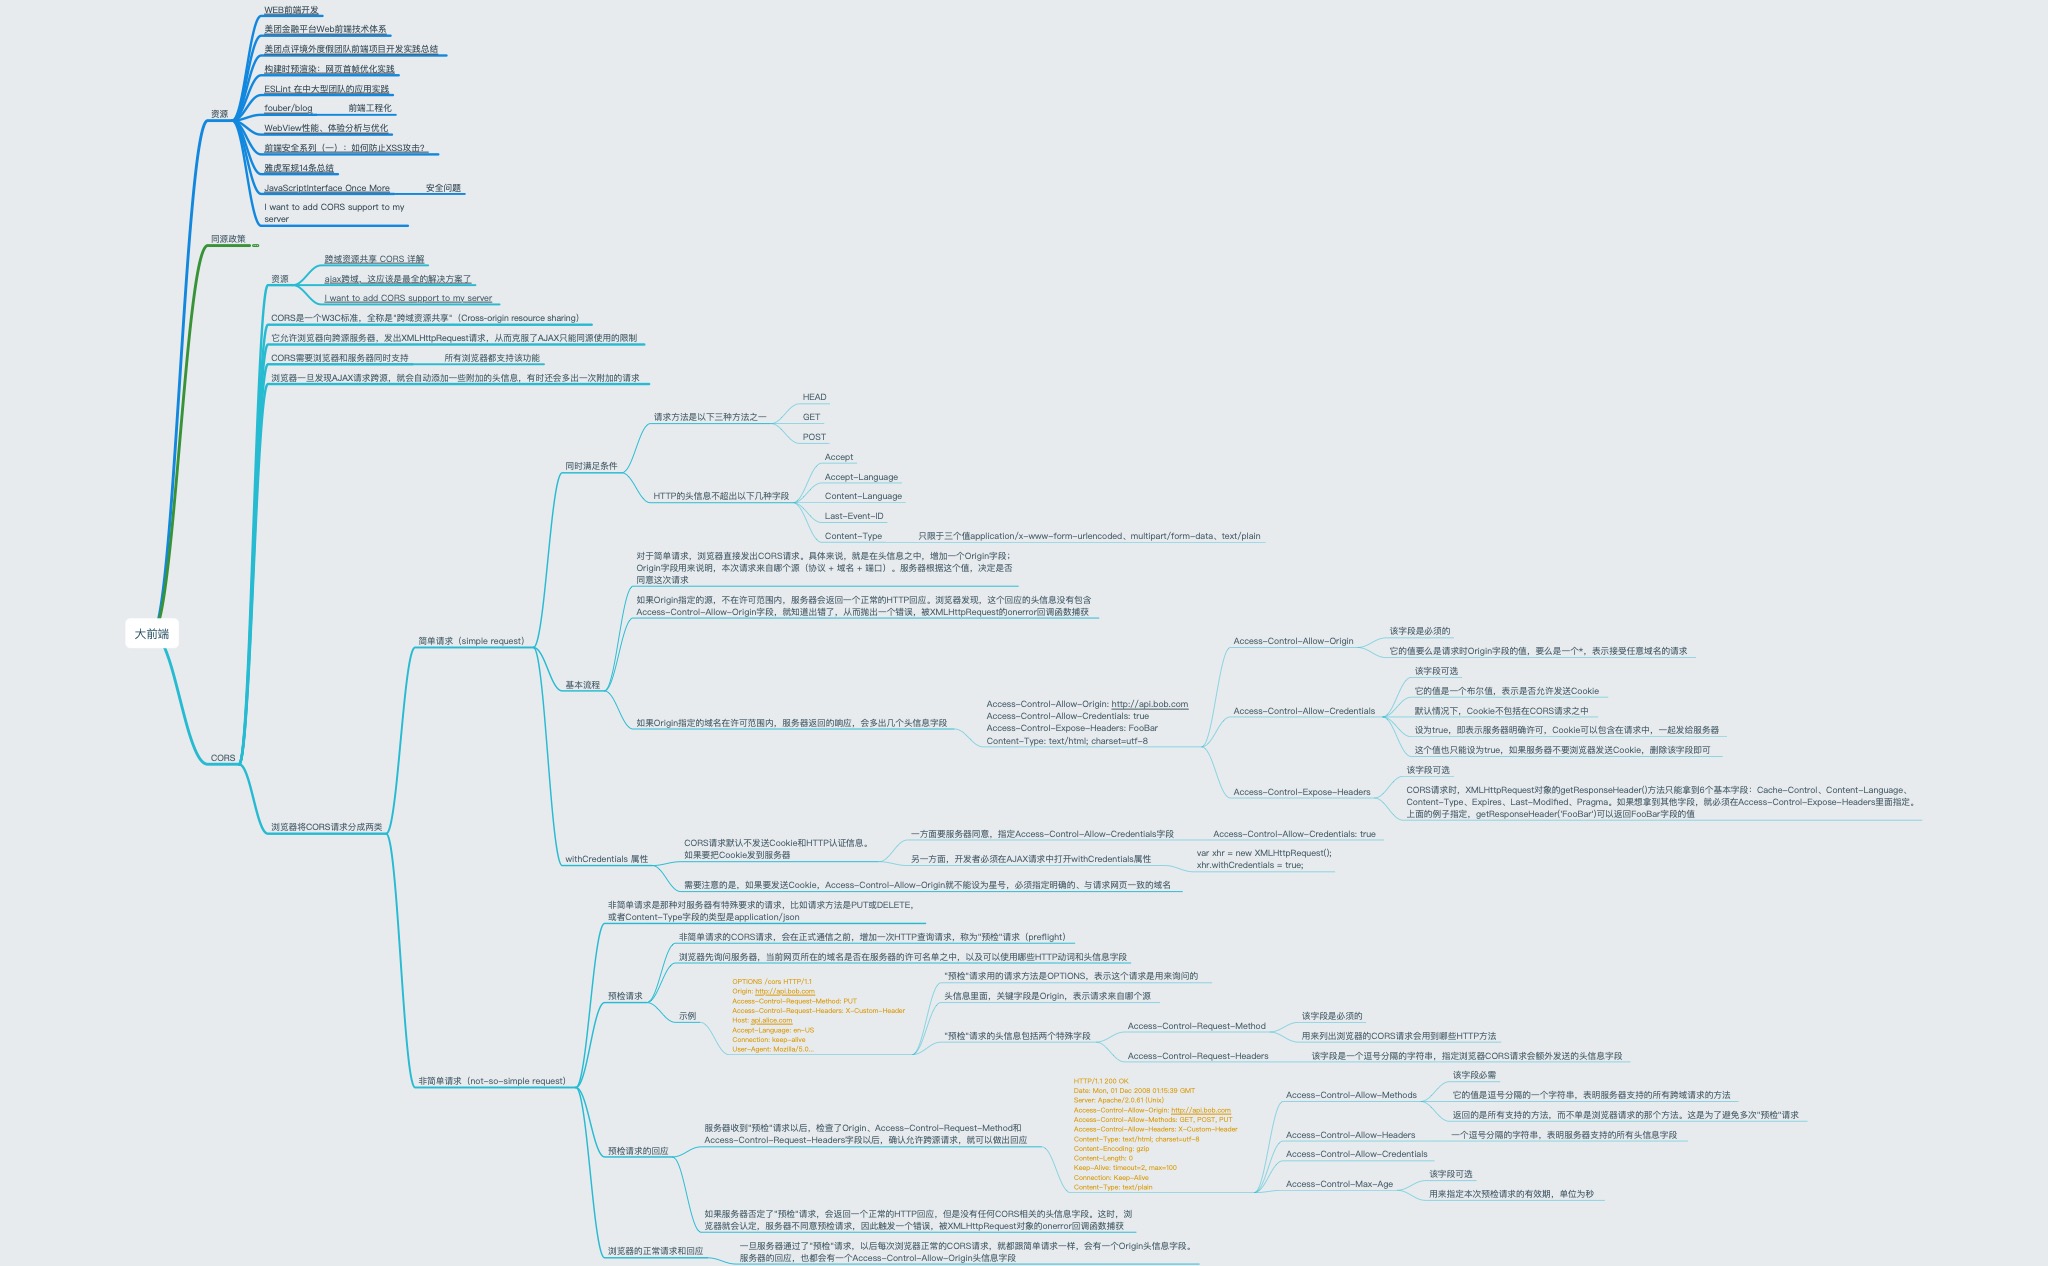 大前端
资源
WEB前端开发
美团金融平台Web前端技术体系
美团点评境外度假团队前端项目开发实践总结
构建时预渲染：网页首帧优化实践
ESLint 在中大型团队的应用实践
fouber/blog
前端工程化
WebView性能、体验分析与优化
前端安全系列（一）：如何防止XSS攻击？
雅虎军规14条总结
JavaScriptInterface Once More
安全问题
I want to add CORS support to my
server
同源政策
CORS
资源
跨域资源共享 CORS 详解
ajax跨域，这应该是最全的解决方案了
I want to add CORS support to my server
CORS是一个W3C标准，全称是"跨域资源共享"（Cross-origin resource sharing）
它允许浏览器向跨源服务器，发出XMLHttpRequest请求，从而克服了AJAX只能同源使用的限制
CORS需要浏览器和服务器同时支持
所有浏览器都支持该功能
浏览器一旦发现AJAX请求跨源，就会自动添加一些附加的头信息，有时还会多出一次附加的请求
浏览器将CORS请求分成两类
简单请求（simple request）
同时满足条件
请求方法是以下三种方法之一
HEAD
GET
POST
HTTP的头信息不超出以下几种字段
Accept
Accept-Language
Content-Language
Last-Event-ID
Content-Type
只限于三个值application/x-www-form-urlencoded、multipart/form-data、text/plain
基本流程
对于简单请求，浏览器直接发出CORS请求。具体来说，就是在头信息之中，增加一个Origin字段；
Origin字段用来说明，本次请求来自哪个源（协议 + 域名 + 端口）。服务器根据这个值，决定是否
同意这次请求
如果Origin指定的源，不在许可范围内，服务器会返回一个正常的HTTP回应。浏览器发现，这个回应的头信息没有包含
Access-Control-Allow-Origin字段，就知道出错了，从而抛出一个错误，被XMLHttpRequest的onerror回调函数捕获
如果Origin指定的域名在许可范围内，服务器返回的响应，会多出几个头信息字段
Access-Control-Allow-Origin: http://api.bob.com
Access-Control-Allow-Credentials: true
Access-Control-Expose-Headers: FooBar
Content-Type: text/html; charset=utf-8
Access-Control-Allow-Origin
该字段是必须的
它的值要么是请求时Origin字段的值，要么是一个*，表示接受任意域名的请求
Access-Control-Allow-Credentials
该字段可选
它的值是一个布尔值，表示是否允许发送Cookie
默认情况下，Cookie不包括在CORS请求之中
设为true，即表示服务器明确许可，Cookie可以包含在请求中，一起发给服务器
这个值也只能设为true，如果服务器不要浏览器发送Cookie，删除该字段即可
Access-Control-Expose-Headers
该字段可选
CORS请求时，XMLHttpRequest对象的getResponseHeader()方法只能拿到6个基本字段：Cache-Control、Content-Language、
Content-Type、Expires、Last-Modified、Pragma。如果想拿到其他字段，就必须在Access-Control-Expose-Headers里面指定。
上面的例子指定，getResponseHeader('FooBar')可以返回FooBar字段的值
withCredentials 属性
CORS请求默认不发送Cookie和HTTP认证信息。
如果要把Cookie发到服务器
一方面要服务器同意，指定Access-Control-Allow-Credentials字段
Access-Control-Allow-Credentials: true
另一方面，开发者必须在AJAX请求中打开withCredentials属性
var xhr = new XMLHttpRequest();
xhr.withCredentials = true;
需要注意的是，如果要发送Cookie，Access-Control-Allow-Origin就不能设为星号，必须指定明确的、与请求网页一致的域名
非简单请求（not-so-simple request）
非简单请求是那种对服务器有特殊要求的请求，比如请求方法是PUT或DELETE，
或者Content-Type字段的类型是application/json
预检请求
非简单请求的CORS请求，会在正式通信之前，增加一次HTTP查询请求，称为"预检"请求（preflight）
浏览器先询问服务器，当前网页所在的域名是否在服务器的许可名单之中，以及可以使用哪些HTTP动词和头信息字段
示例
OPTIONS /cors HTTP/1.1
Origin: http://api.bob.com
Access-Control-Request-Method: PUT
Access-Control-Request-Headers: X-Custom-Header
Host: api.alice.com
Accept-Language: en-US
Connection: keep-alive
User-Agent: Mozilla/5.0...
"预检"请求用的请求方法是OPTIONS，表示这个请求是用来询问的
头信息里面，关键字段是Origin，表示请求来自哪个源
"预检"请求的头信息包括两个特殊字段
Access-Control-Request-Method
该字段是必须的
用来列出浏览器的CORS请求会用到哪些HTTP方法
Access-Control-Request-Headers
该字段是一个逗号分隔的字符串，指定浏览器CORS请求会额外发送的头信息字段
预检请求的回应
服务器收到"预检"请求以后，检查了Origin、Access-Control-Request-Method和
Access-Control-Request-Headers字段以后，确认允许跨源请求，就可以做出回应
HTTP/1.1 200 OK
Date: Mon, 01 Dec 2008 01:15:39 GMT
Server: Apache/2.0.61 (Unix)
Access-Control-Allow-Origin: http://api.bob.com
Access-Control-Allow-Methods: GET, POST, PUT
Access-Control-Allow-Headers: X-Custom-Header
Content-Type: text/html; charset=utf-8
Content-Encoding: gzip
Content-Length: 0
Keep-Alive: timeout=2, max=100
Connection: Keep-Alive
Content-Type: text/plain
Access-Control-Allow-Methods
该字段必需
它的值是逗号分隔的一个字符串，表明服务器支持的所有跨域请求的方法
返回的是所有支持的方法，而不单是浏览器请求的那个方法。这是为了避免多次"预检"请求
Access-Control-Allow-Headers
一个逗号分隔的字符串，表明服务器支持的所有头信息字段
Access-Control-Allow-Credentials
Access-Control-Max-Age
该字段可选
用来指定本次预检请求的有效期，单位为秒
如果服务器否定了"预检"请求，会返回一个正常的HTTP回应，但是没有任何CORS相关的头信息字段。这时，浏
览器就会认定，服务器不同意预检请求，因此触发一个错误，被XMLHttpRequest对象的onerror回调函数捕获
浏览器的正常请求和回应
一旦服务器通过了"预检"请求，以后每次浏览器正常的CORS请求，就都跟简单请求一样，会有一个Origin头信息字段。
服务器的回应，也都会有一个Access-Control-Allow-Origin头信息字段